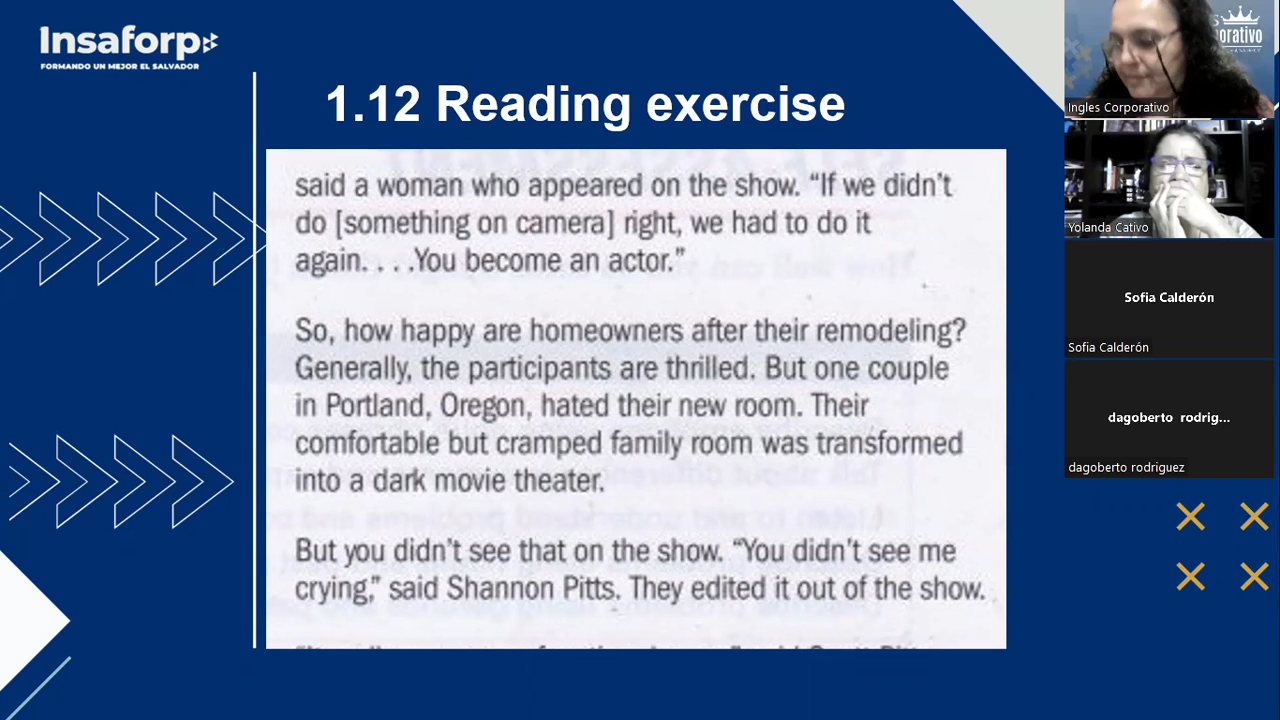 Insaforp
FORMANDO UN MEJOR EL SALVADOR
1.12 Reading exercise
said a woman who appeared on the show. “If we didn’t
do [something on camera] right, we had to do it
again. . . .You become an actor.”
So, how happy are homeowners after their remodeling?
Generally, the participants are thrilled. But one couple
in Portland, Oregon, hated their new room. Their
comfortable but cramped family room was transformed
into a dark movie theater.
But you didn’t see that on the show. “You didn’t see me
crying,” said Shannon Pitts. They edited it out of the show.
Ingles Corporativo
Yolanda Cativo
Sofia Calderón
Sofia Calderón
dagoberto rodrig...
dagoberto rodriguez